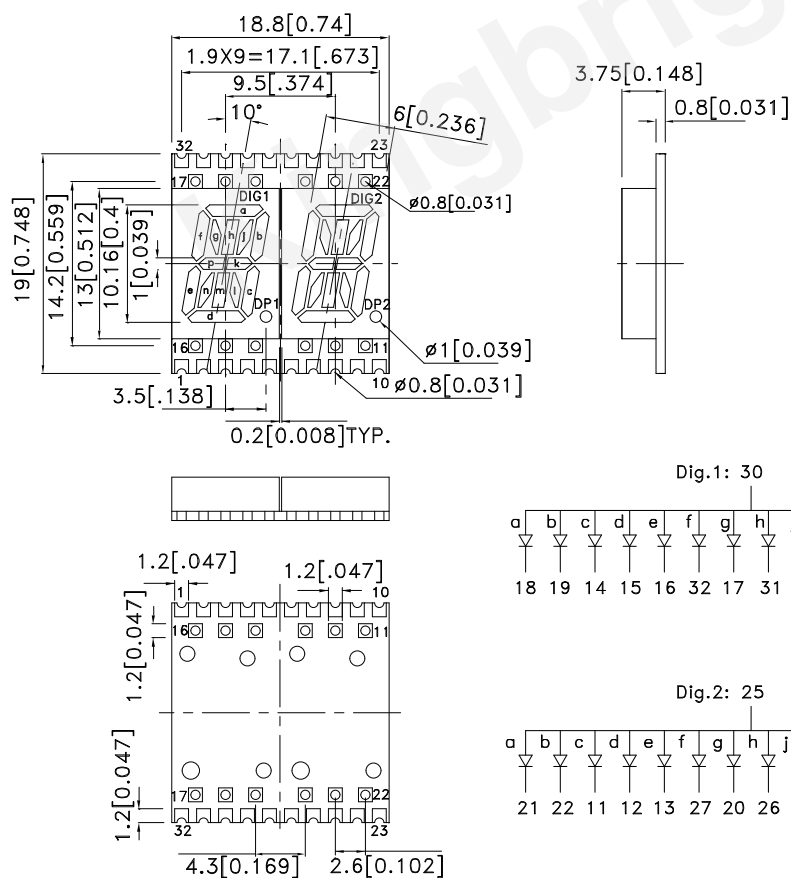 18.8[0.74]
1.9X9=17.1[.673]
9.5[.374]
10°
6[0.236]
3.75[0.148]
0.8[0.031]
32
23
17
22
DIG1
DIG2
ø0.8[0.031]
a
f g h j b
i
p k
e n m l c
d
DP1
DP2
19[0.748]
14.2[0.559]
13[0.512]
10.16[0.4]
1[0.039]
16
11
ø1[0.039]
1
10
3.5[.138]
ø0.8[0.031]
0.2[0.008]TYP.
Dig.1: 30
a b c d e f g h
18 19 14 15 16 32 17 31
1.2[.047]
1.2[.047]
1
10
16
11
1.2[0.047]
1.2[0.047]
17
22
32
23
4.3[0.169]
2.6[0.102]
Dig.2: 25
a b c d e f g h j
21 22 11 12 13 27 20 26
Kingbrig